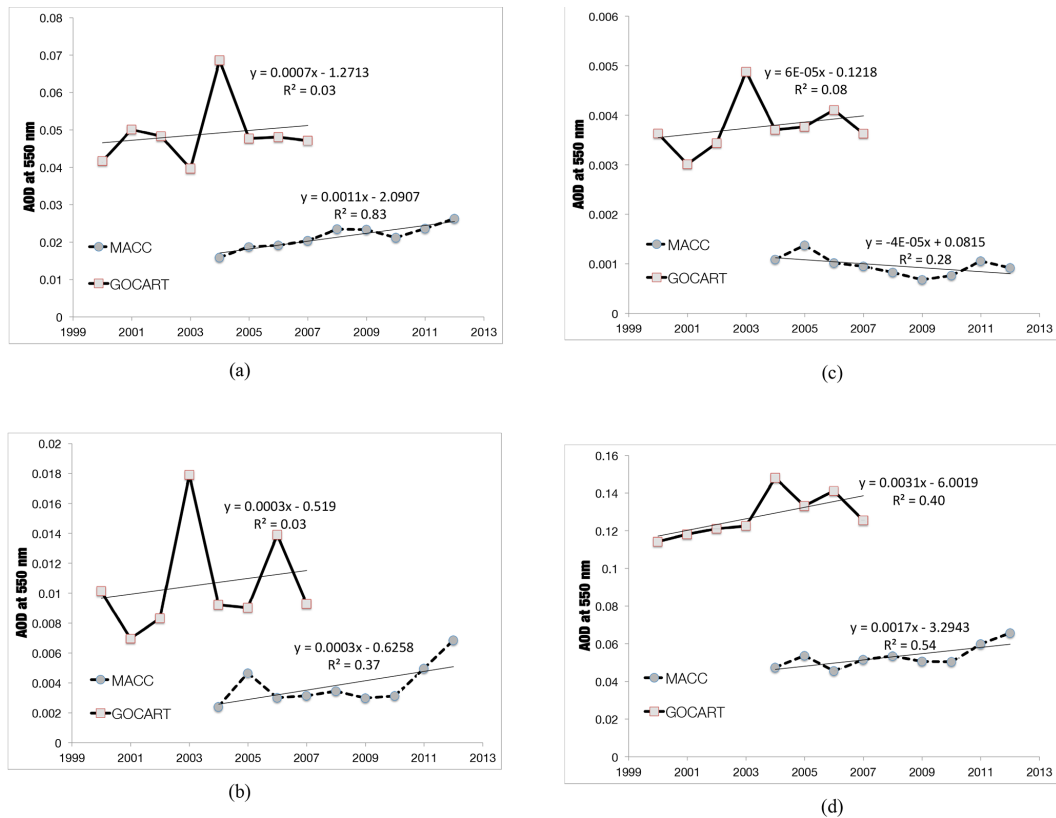 0.08
0.07
0.06
0.05
0.04
0.03
0.02
0.01
0
AOD at 550 nm
y = 0.0007x - 1.2713
R² = 0.03
y = 0.0011x - 2.0907
R² = 0.83
MACC
GOCART
1999 2001 2003 2005 2007 2009 2011 2013
(a)
0.006
0.005
0.004
0.003
0.002
0.001
0
AOD at 550 nm
y = 6E-05x - 0.1218
R² = 0.08
y = -4E-05x + 0.0815
R² = 0.28
MACC
GOCART
1999 2001 2003 2005 2007 2009 2011 2013
(c)
0.02
0.018
0.016
0.014
0.012
0.01
0.008
0.006
0.004
0.002
0
AOD at 550 nm
y = 0.0003x - 0.519
R² = 0.03
y = 0.0003x - 0.6258
R² = 0.37
MACC
GOCART
1999 2001 2003 2005 2007 2009 2011 2013
(b)
0.16
0.14
0.12
0.1
0.08
0.06
0.04
0.02
0
AOD at 550 nm
y = 0.0031x - 6.0019
R² = 0.40
y = 0.0017x - 3.2943
R² = 0.54
MACC
GOCART
1999 2001 2003 2005 2007 2009 2011 2013
(d)